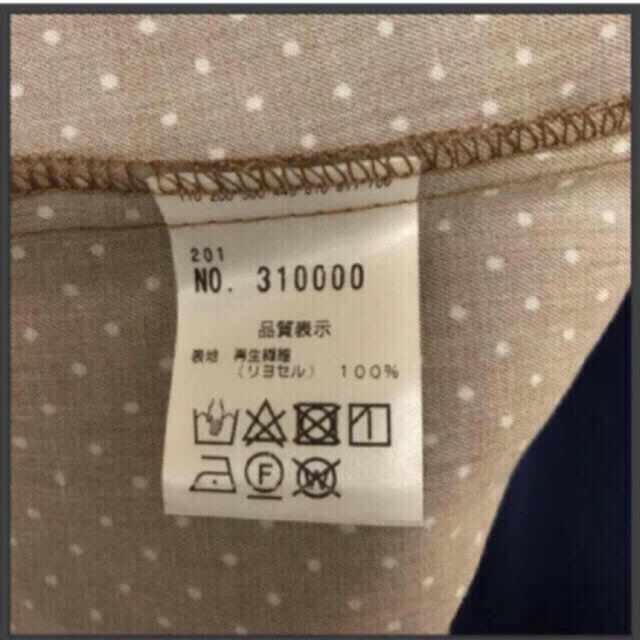 201
NO. 310000
品質表示
表地 再生繊維
(リヨセル) 100%
F
W